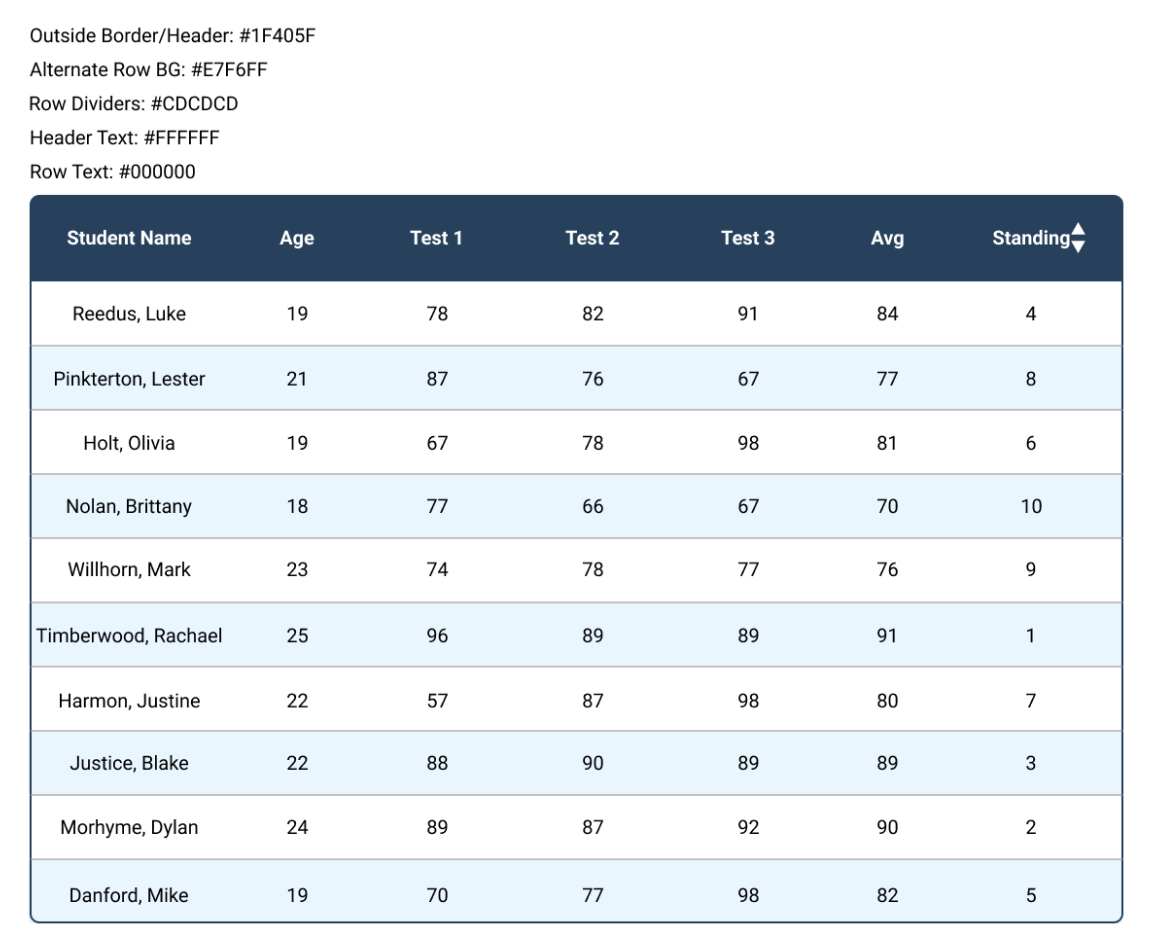 Outside Border/Header: #1F405F
Alternate Row BG: #E7F6FF
Row Dividers: #CDCDCD
Header Text: #FFFFFF
Row Text: #000000
Student Name Age Test 1 Test 2 Test 3 Avg Standing
Reedus, Luke 19 78 82 91 84 4
Pinkterton, Lester 21 87 76 67 77 8
Holt, Olivia 19 67 78 98 81 6
Nolan, Brittany 18 77 66 67 70 10
Willhorn, Mark 23 74 78 77 76 9
Timberwood, Rachael 25 96 89 89 91 1
Harmon, Justine 22 57 87 98 80 7
Justice, Blake 22 88 90 89 89 3
Morhyme, Dylan 24 89 87 92 90 2
Danford, Mike 19 70 77 98 82 5